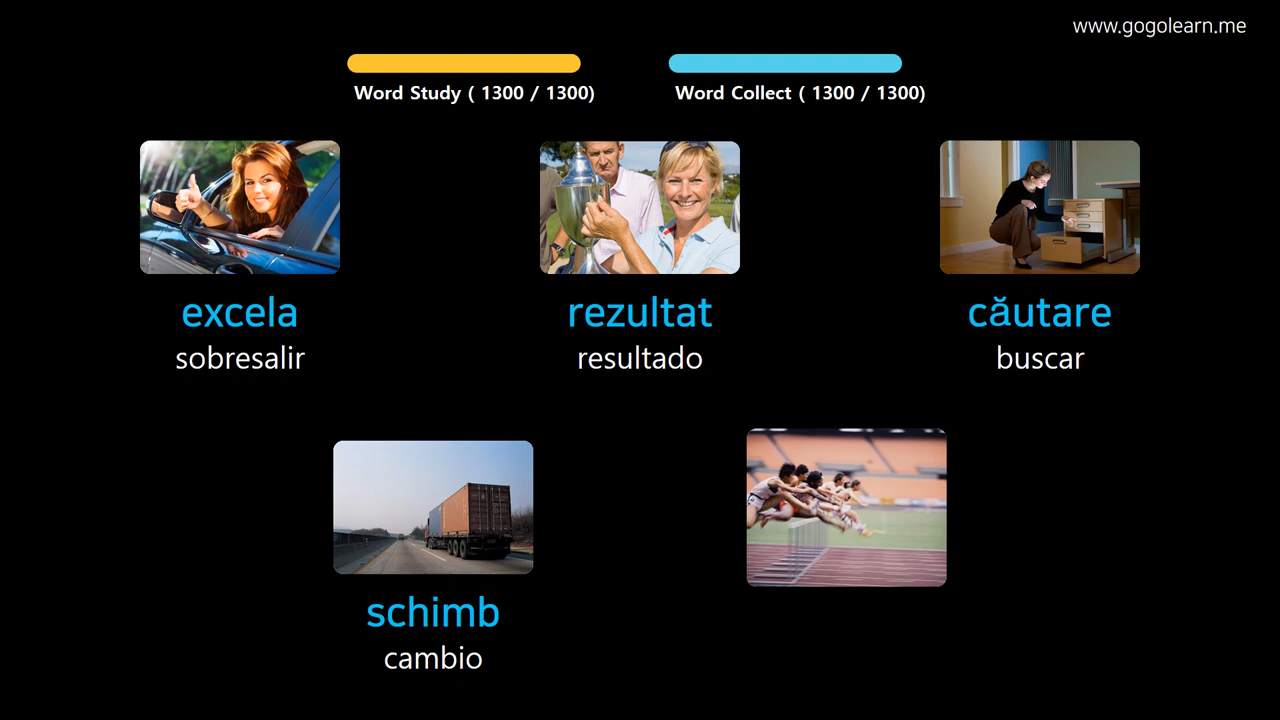 www.gogolearn.me
Word Study ( 1300 / 1300)
Word Collect ( 1300 / 1300)
excela
sobresalir
rezultat
resultado
căutare
buscar
schimb
cambio